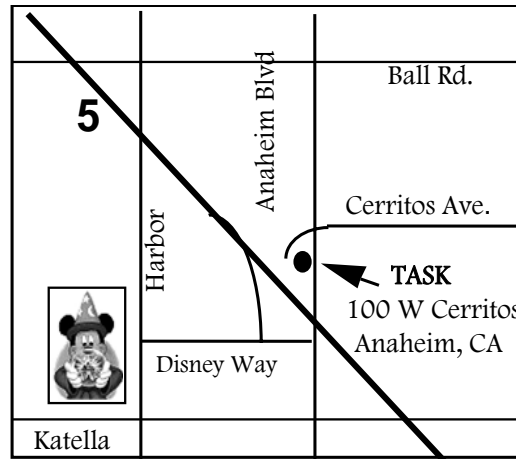 Ball Rd.
5
Anaheim Blvd
Harbor
Cerritos Ave.
TASK
100 W Cerritos
Anaheim, CA
Disney Way
Katella